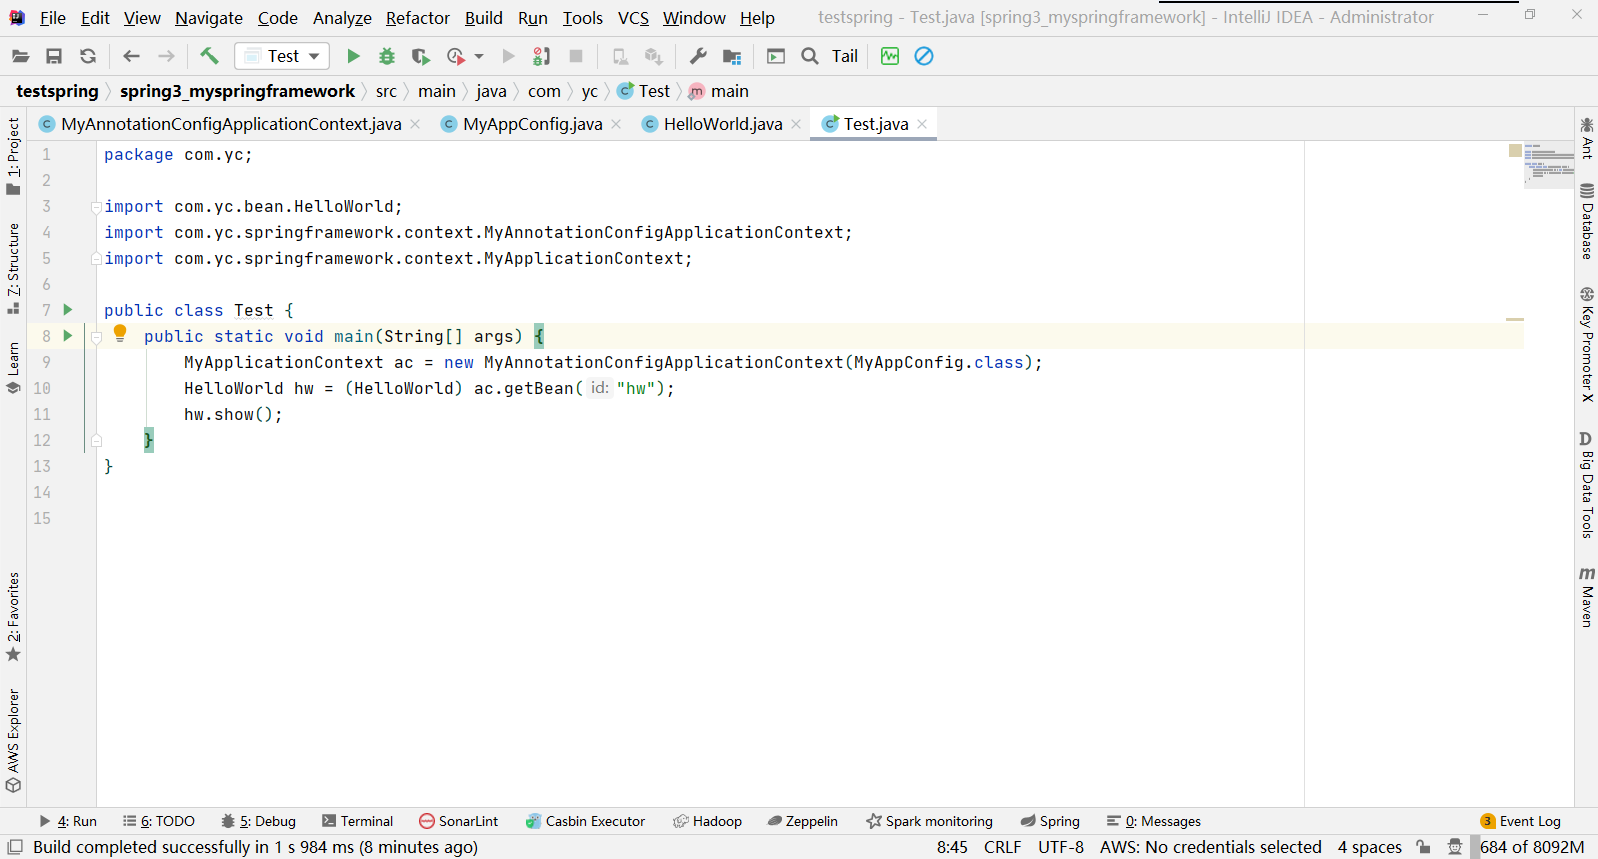 File Edit View Navigate Code Analyze Refactor Build Run Tools VCS Window Help testspring - Test.java [spring3_myspringframework] - IntelliJ IDEA - Administrator
Test Tail
testspring spring3_myspringframework src main java com yc Test main
MyAnnotationConfigApplicationContext.java MyAppConfig.java HelloWorld.java Test.java
1 package com.yc;
2
3 import com.yc.bean.HelloWorld;
4 import com.yc.springframework.context.MyAnnotationConfigApplicationContext;
5 import com.yc.springframework.context.MyApplicationContext;
6
7 public class Test {
8 public static void main(String[] args) {
9 MyApplicationContext ac = new MyAnnotationConfigApplicationContext(MyAppConfig.class);
10 HelloWorld hw = (HelloWorld) ac.getBean( id: "hw");
11 hw.show();
12 }
13 }
14
15
1: Project
7: Structure
Learn
2: Favorites
AWS Explorer
Ant
Database
Key Promoter X
Big Data Tools
Maven
4: Run 6: TODO 5: Debug Terminal SonarLint Casbin Executor Hadoop Zeppelin Spark monitoring Spring 0: Messages 3 Event Log
Build completed successfully in 1 s 984 ms (8 minutes ago) 8:45 CRLF UTF-8 AWS: No credentials selected 4 spaces 684 of 8092M